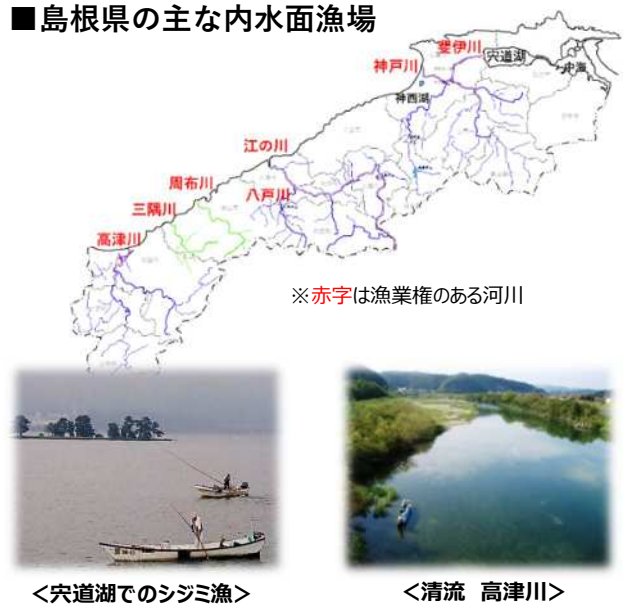 ■島根県の主な内水面漁場
斐伊川
宍道湖
中海
神戸川
神西湖
江の川
周布川
八戸川
三隅川
高津川
※赤字は漁業権のある河川
<宍道湖でのシジミ漁>
<清流 高津川>